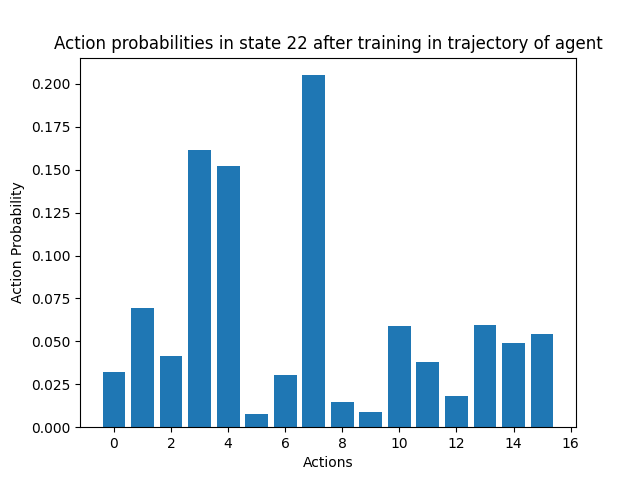 Action probabilities in state 22 after training in trajectory of agent
0.200
0.175
0.150
0.125
0.100
0.075
0.050
0.025
0.000
Action Probability
0 2 4 6 8 10 12 14 16
Actions